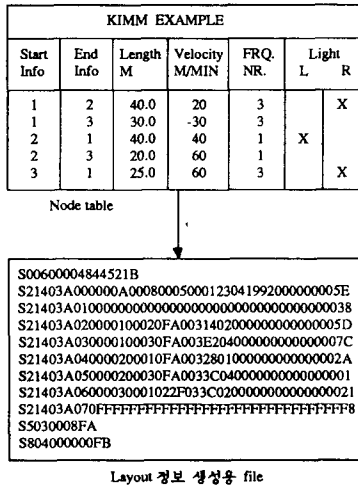 KIMM EXAMPLE
Start Info End Info Length M Velocity M/MIN FRQ. NR. Light L R
1 2 40.0 20 3 X
1 3 30.0 -30 3
2 1 40.0 40 1 X
2 3 20.0 60 1
3 1 25.0 60 3 X
Node table
S00600004844521B
S21403A000000A00080005000123041992000000005E
S21403A0100000000000000000000000000000000038
S21403A020000100020FA0031402000000000000005D
S21403A030000100030FA003E204000000000000007C
S21403A040000200010FA0032801000000000000002A
S21403A050000200030FA0033C040000000000000001
S21403A06000030001022F033C020000000000000021
S21403A070FFFFFFFFFFFFFFFFFFFFFFFFFFFFFFFFF8
S5030008FA
S804000000FB
Layout 정보 생성용 file